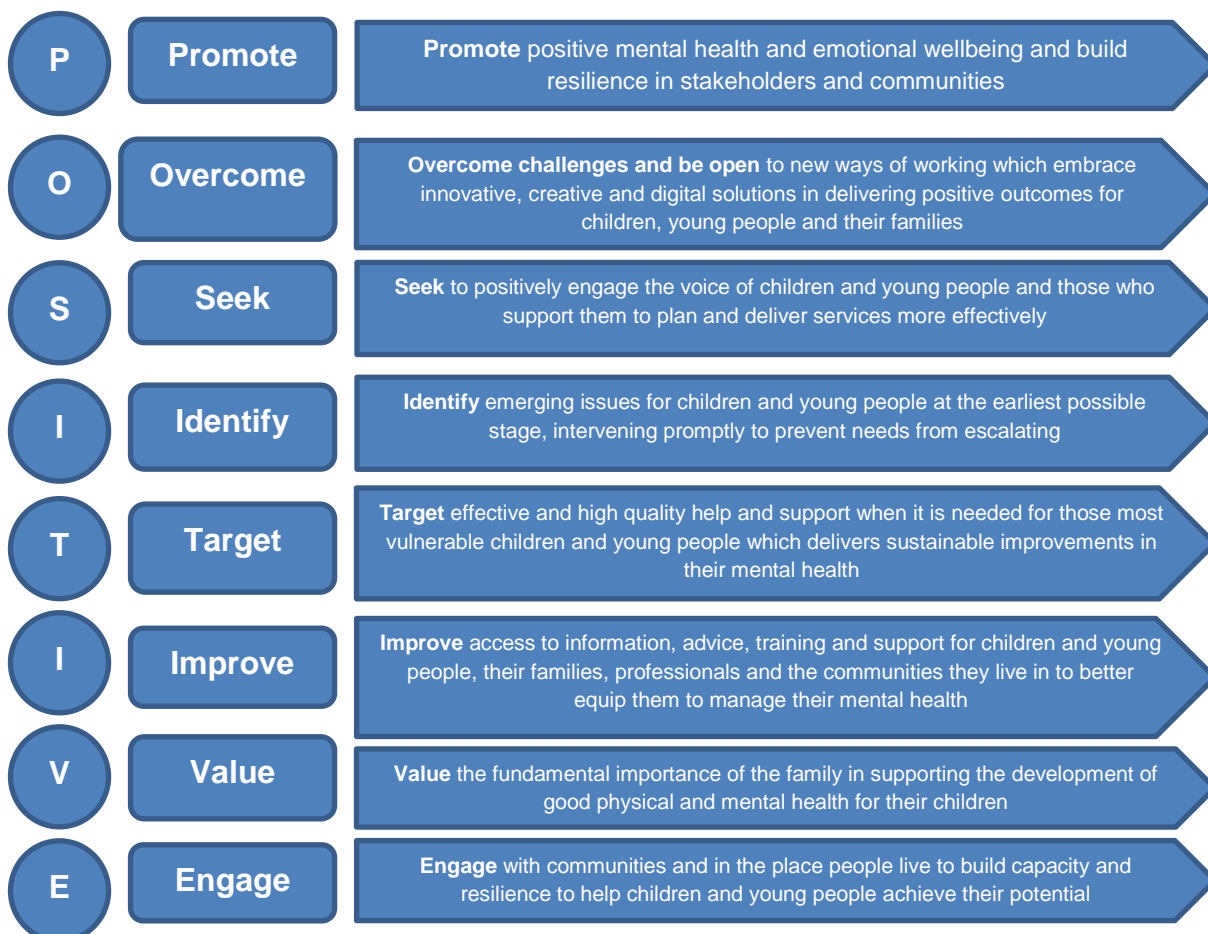 P
Promote
Promote positive mental health and emotional wellbeing and build
resilience in stakeholders and communities
O
Overcome
Overcome challenges and be open to new ways of working which embrace
innovative, creative and digital solutions in delivering positive outcomes for
children, young people and their families
S
Seek
Seek to positively engage the voice of children and young people and those who
support them to plan and deliver services more effectively
I
Identify
Identify emerging issues for children and young people at the earliest possible
stage, intervening promptly to prevent needs from escalating
T
Target
Target effective and high quality help and support when it is needed for those most
vulnerable children and young people which delivers sustainable improvements in
their mental health
I
Improve
Improve access to information, advice, training and support for children and young
people, their families, professionals and the communities they live in to better
equip them to manage their mental health
V
Value
Value the fundamental importance of the family in supporting the development of
good physical and mental health for their children
E
Engage
Engage with communities and in the place people live to build capacity and
resilience to help children and young people achieve their potential